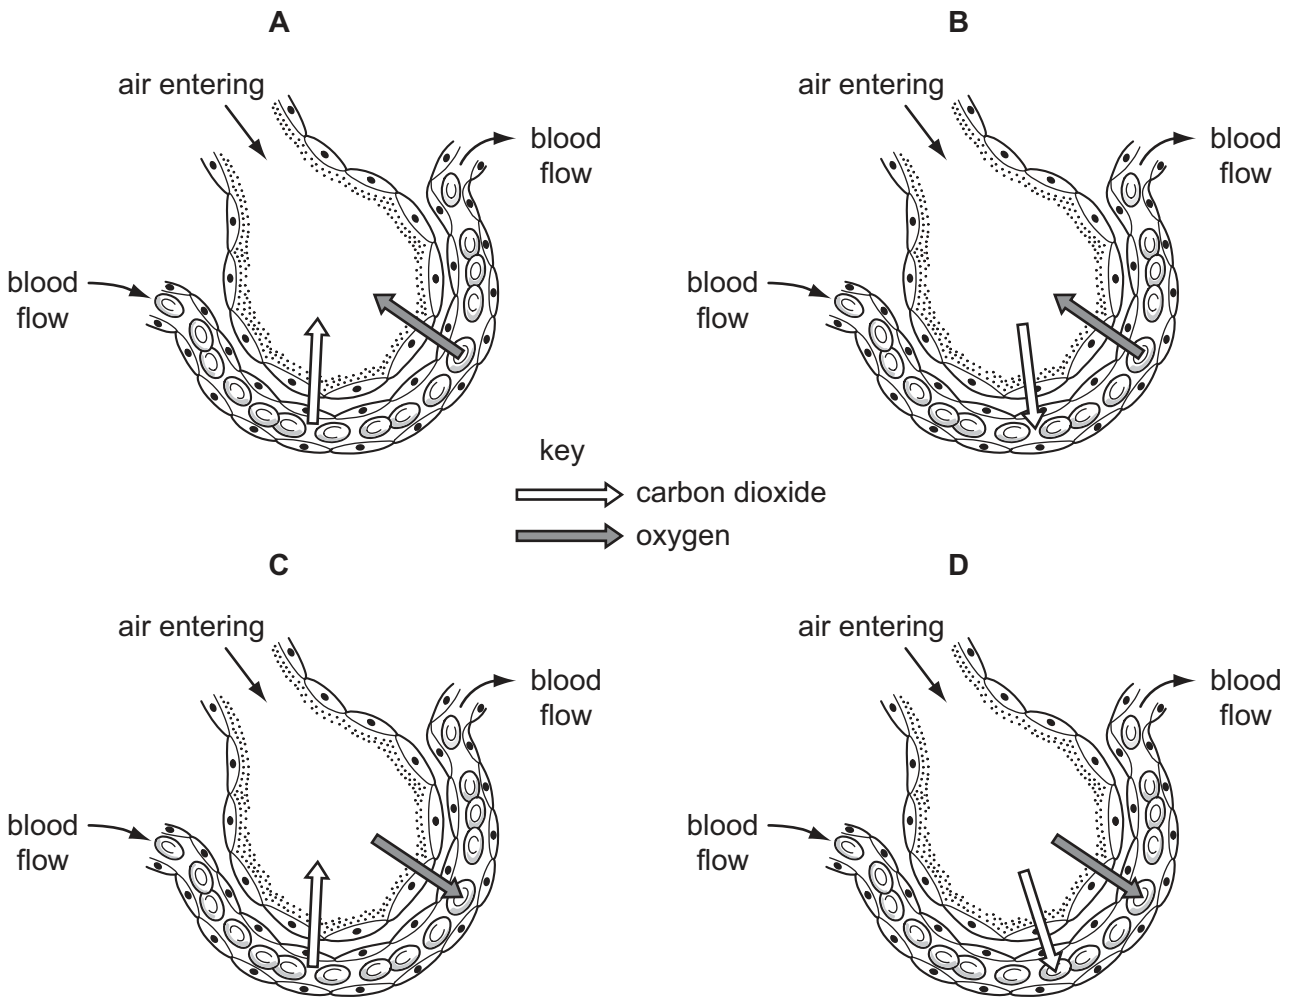 A
air entering
blood
flow
blood
flow
B
air entering
blood
flow
blood
flow
key
carbon dioxide
oxygen
C
air entering
blood
flow
blood
flow
D
air entering
blood
flow
blood
flow